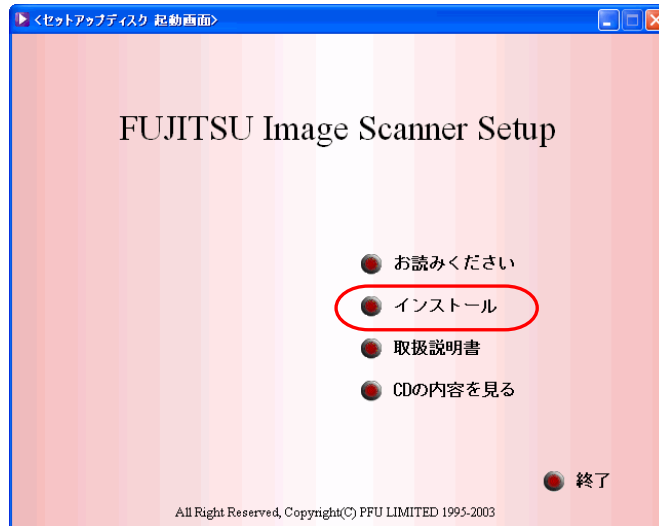 <セットアップディスク 起動画面>
FUJITSU Image Scanner Setup
お読みください
インストール
取扱説明書
CDの内容を見る
終了
All Right Reserved, Copyright(C) PFU LIMITED 1995-2003